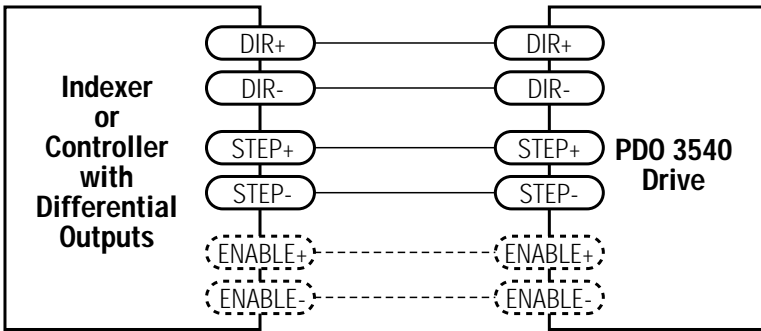 Indexer
or
Controller
with
Differential
Outputs
DIR+
DIR-
STEP+
STEP-
ENABLE+
ENABLE-
DIR+
DIR-
STEP+
STEP-
ENABLE+
ENABLE-
PDO 3540
Drive